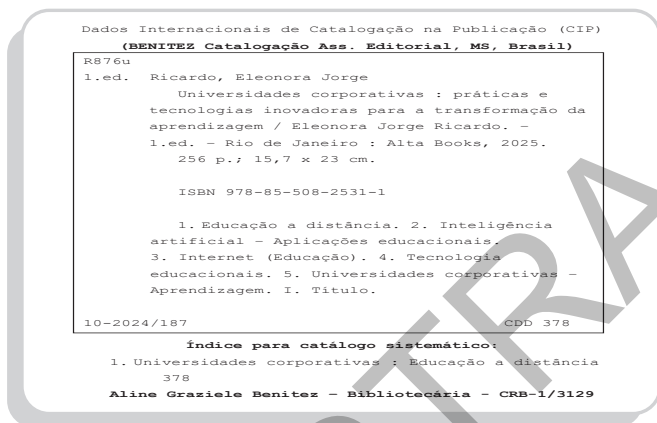 Dados Internacionais de Catalogação na Publicação (CIP)
(BENITEZ Catalogação Ass. Editorial, MS, Brasil)
R876u
1.ed. Ricardo, Eleonora Jorge
Universidades corporativas : práticas e
tecnologias inovadoras para a transformação da
aprendizagem / Eleonora Jorge Ricardo. –
1.ed. – Rio de Janeiro : Alta Books, 2025.
256 p.; 15,7 x 23 cm.
ISBN 978-85-508-2531-1
1. Educação a distância. 2. Inteligência
artificial – Aplicações educacionais.
3. Internet (Educação). 4. Tecnologia
educacionais. 5. Universidades corporativas –
Aprendizagem. I. Título.
10-2024/187 CDD 378
Índice para catálogo sistemático:
1. Universidades corporativas : Educação a distância
378
Aline Graziele Benitez – Bibliotecária - CRB-1/3129